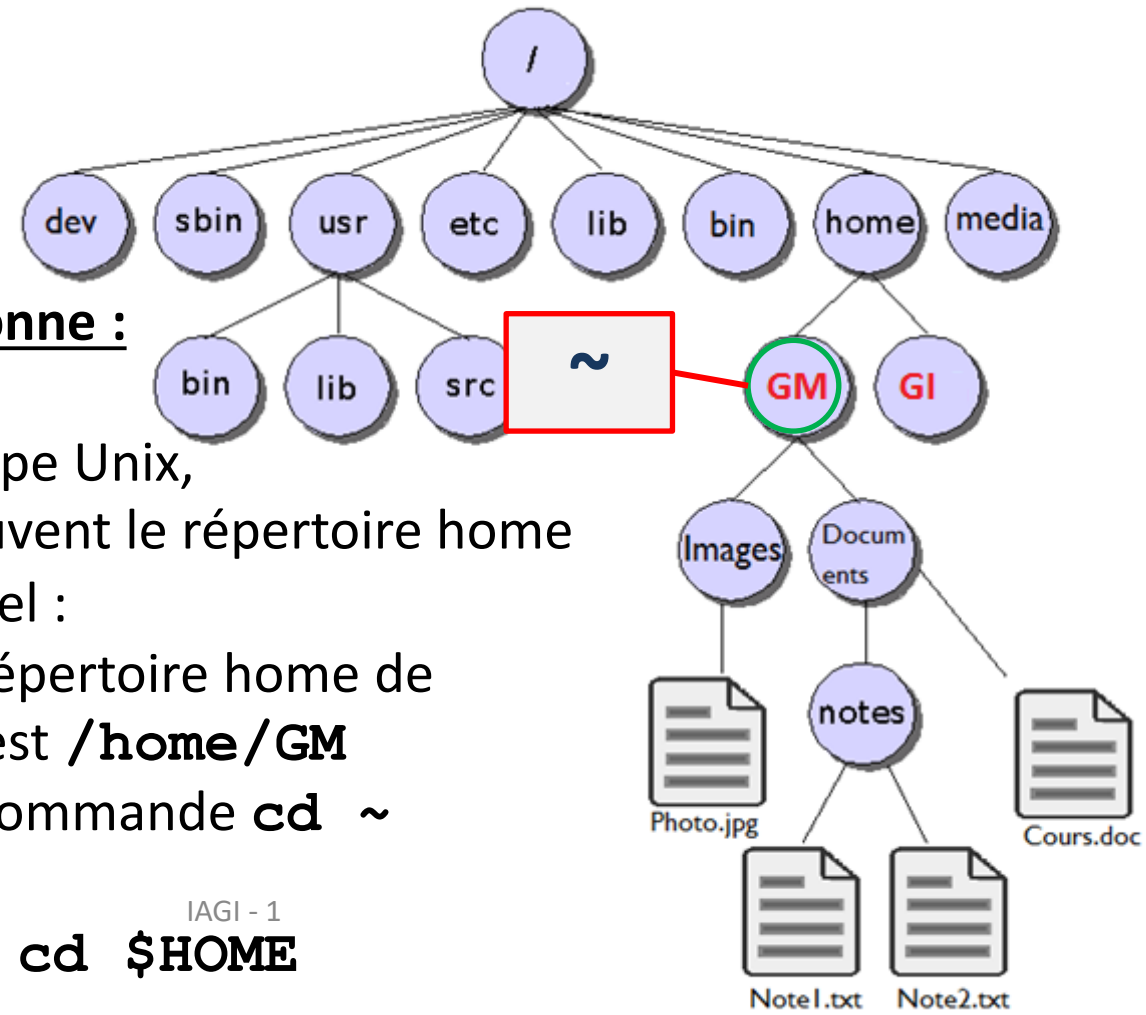 /
dev sbin usr etc lib bin home media
onne :
bin lib src ~ GM GI
pe Unix,
uvent le répertoire home
el :
épertoire home de
est /home/GM
commande cd ~
IAGI - 1
cd $HOME
Images
Docum
ents
notes
Photo.jpg
Cours.doc
Note1.txt Note2.txt